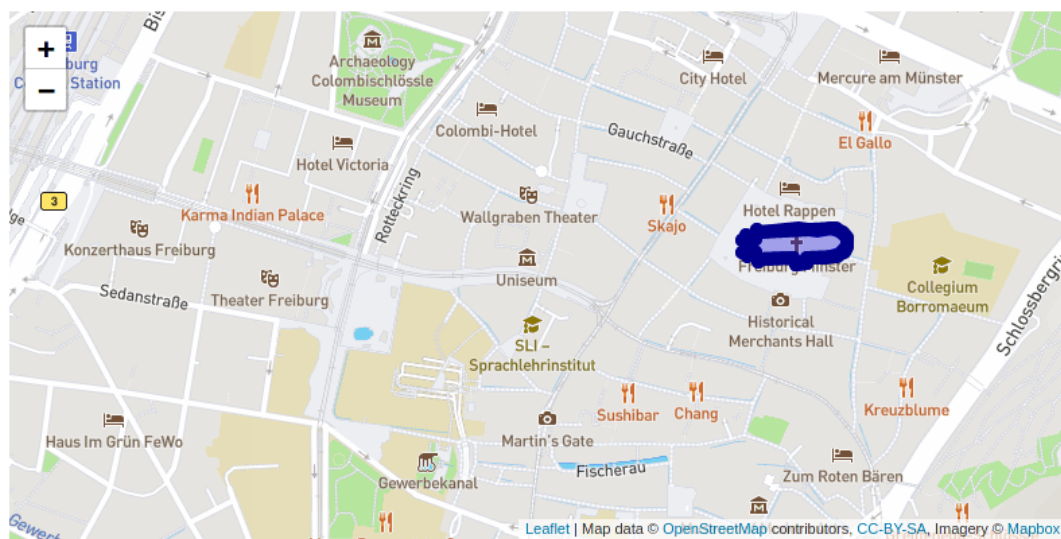 +
−
3
Archaeology
Colombischlössle
Museum
City Hotel
Mercure am Münster
Colombi-Hotel
Gauchstraße
El Gallo
Hotel Victoria
Karma Indian Palace
Rotteckring
Wallgraben Theater
Skajo
Hotel Rappen
Konzerthaus Freiburg
Uniseum
Freiburg Minster
Sedanstraße
Theater Freiburg
Collegium
Borromaeum
Historical
Merchants Hall
SLI –
Sprachlehrinstitut
Sushibar
Chang
Kreuzblume
Haus Im Grün FeWo
Martin's Gate
Fischerau
Gewerbekanal
Zum Roten Bären
Leaflet | Map data © OpenStreetMap contributors, CC-BY-SA, Imagery © Mapbox